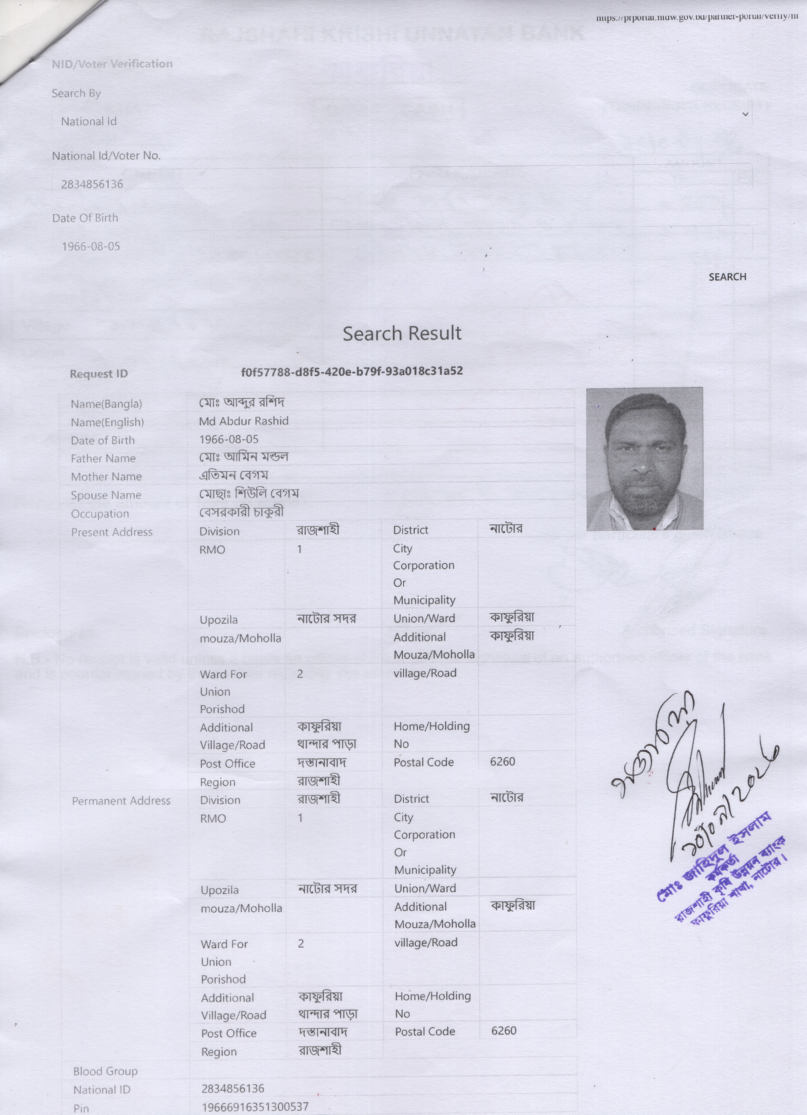 https://prportal.nidw.gov.bd/partner-portal/verify/ni
NID/Voter Verification
Search By
National Id
National Id/Voter No.
2834856136
Date Of Birth
1966-08-05
SEARCH
Search Result
Request ID f0f57788-d8f5-420e-b79f-93a018c31a52
Name(Bangla) মোঃ আব্দুর রশিদ
Name(English) Md Abdur Rashid
Date of Birth 1966-08-05
Father Name মোঃ আমিন মন্ডল
Mother Name এতিমন বেগম
Spouse Name মোছাঃ শিউলি বেগম
Occupation বেসরকারী চাকুরী
Present Address Division রাজশাহী District নাটোর
RMO 1 City
Corporation
Or
Municipality
Upozila নাটোর সদর Union/Ward কাফুরিয়া
mouza/Moholla Additional কাফুরিয়া
Mouza/Moholla
Ward For 2 village/Road
Union
Porishod
Additional কাফুরিয়া Home/Holding
Village/Road থান্দার পাড়া No
Post Office দস্তানাবাদ Postal Code 6260
Region রাজশাহী
Permanent Address Division রাজশাহী District নাটোর
RMO 1 City
Corporation
Or
Municipality
Upozila নাটোর সদর Union/Ward
mouza/Moholla Additional কাফুরিয়া
Mouza/Moholla
Ward For 2 village/Road
Union
Porishod
Additional কাফুরিয়া Home/Holding
Village/Road থান্দার পাড়া No
Post Office দস্তানাবাদ Postal Code 6260
Region রাজশাহী
Blood Group
National ID 2834856136
Pin 19666916351300537
মোঃ জাহিদুল ইসলাম
কর্মকর্তা
রাজশাহী কৃষি উন্নয়ন ব্যাংক
কাফুরিয়া শাখা, নাটোর।